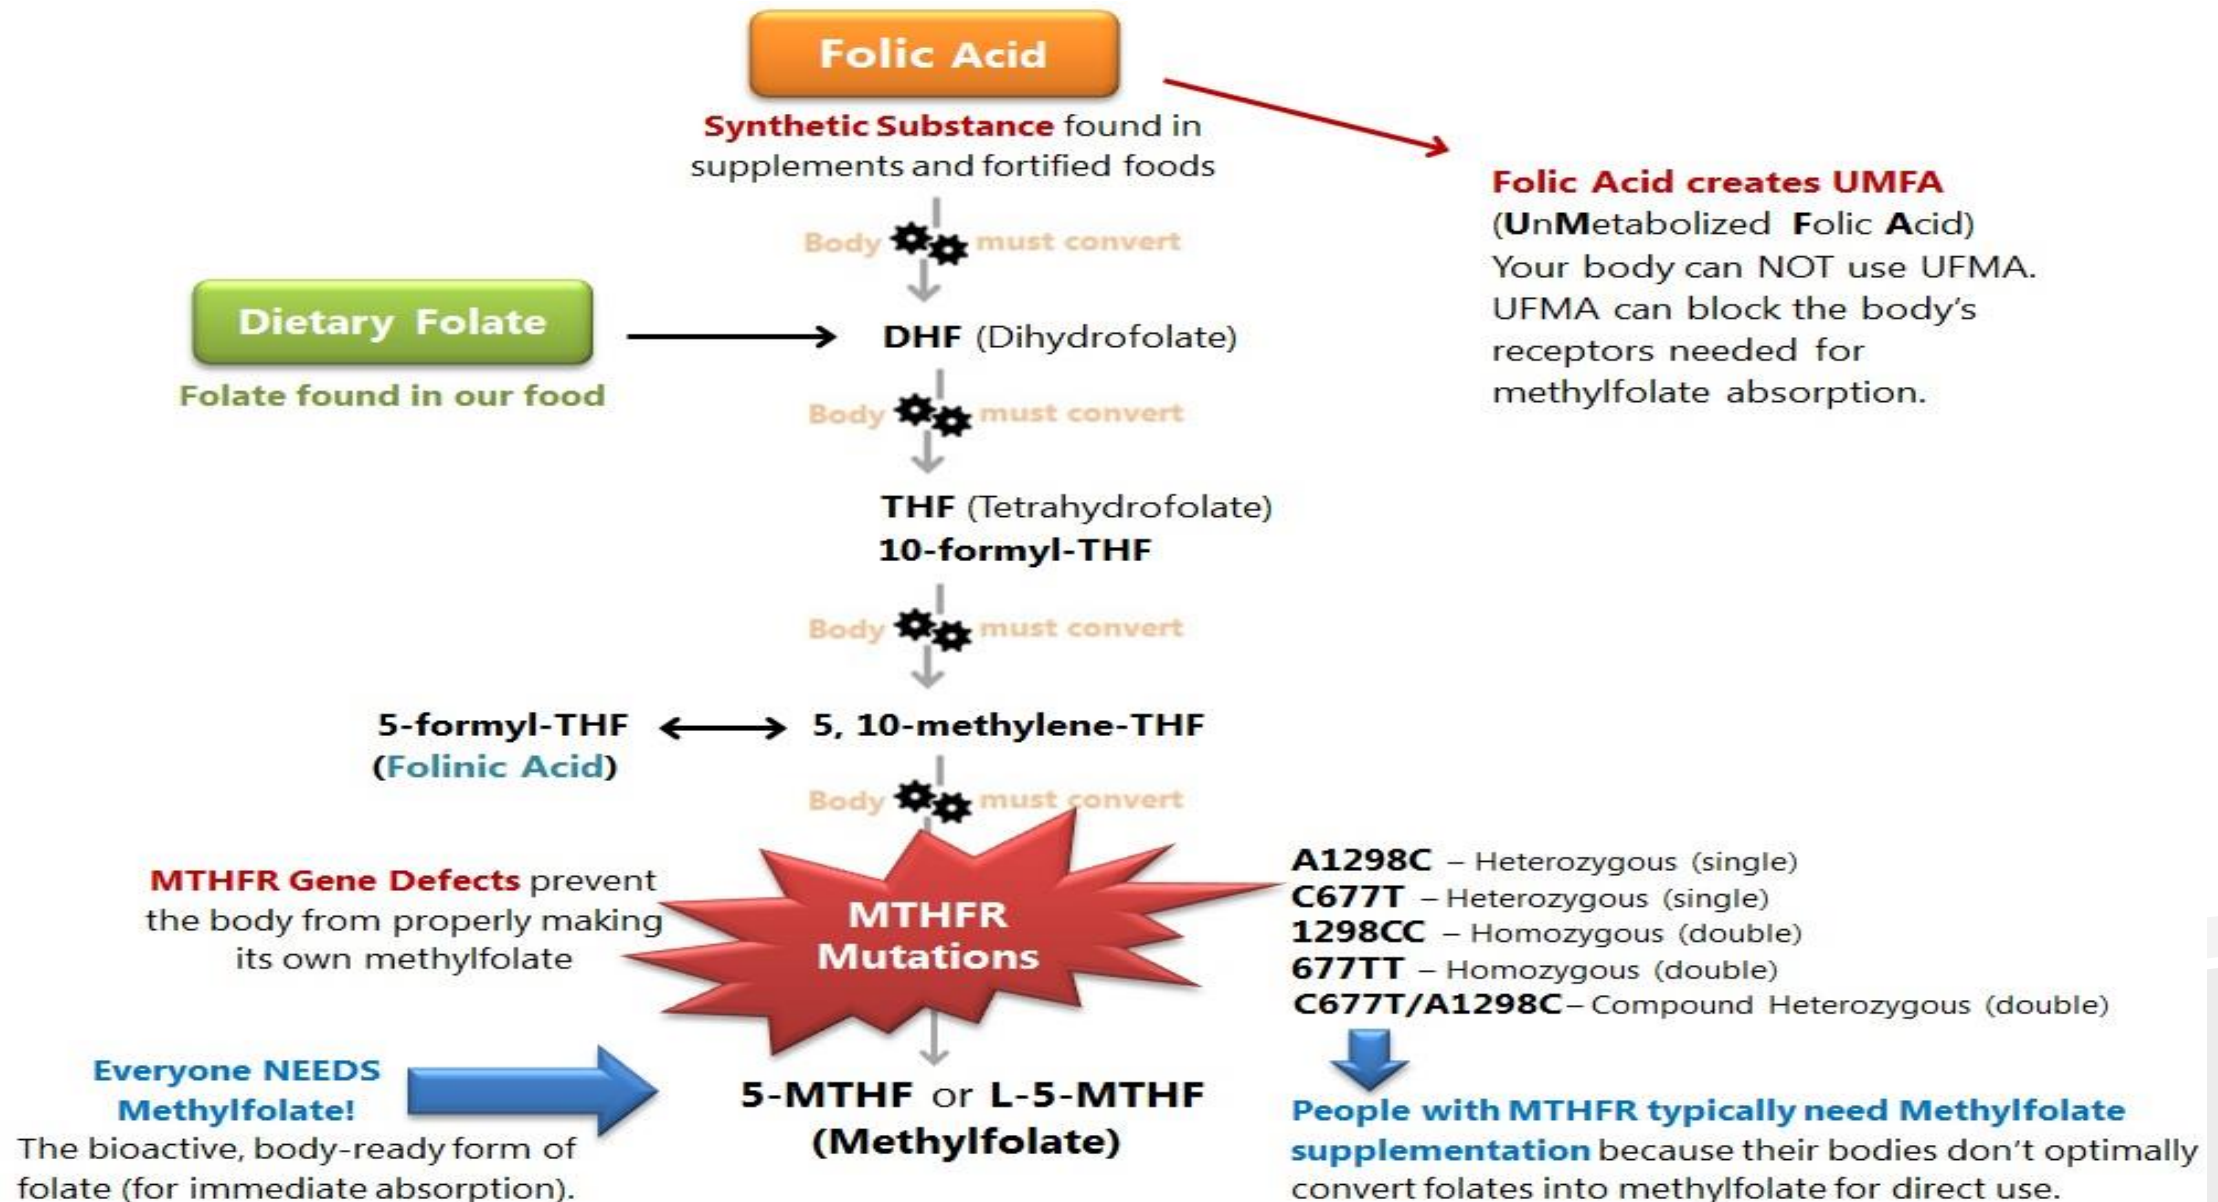 Folic Acid
Synthetic Substance found in
supplements and fortified foods
Folic Acid creates UMFA
(UnMetabolized Folic Acid)
Your body can NOT use UFMA.
UFMA can block the body's
receptors needed for
methylfolate absorption.
Body must convert
Dietary Folate
Folate found in our food
DHF (Dihydrofolate)
Body must convert
THF (Tetrahydrofolate)
10-formyl-THF
Body must convert
5-formyl-THF
(Folinic Acid)
5, 10-methylene-THF
Body must convert
MTHFR Gene Defects prevent
the body from properly making
its own methylfolate
MTHFR
Mutations
A1298C – Heterozygous (single)
C677T – Heterozygous (single)
1298CC – Homozygous (double)
677TT – Homozygous (double)
C677T/A1298C– Compound Heterozygous (double)
Everyone NEEDS
Methylfolate!
The bioactive, body-ready form of
folate (for immediate absorption).
5-MTHF or L-5-MTHF
(Methylfolate)
People with MTHFR typically need Methylfolate
supplementation because their bodies don't optimally
convert folates into methylfolate for direct use.